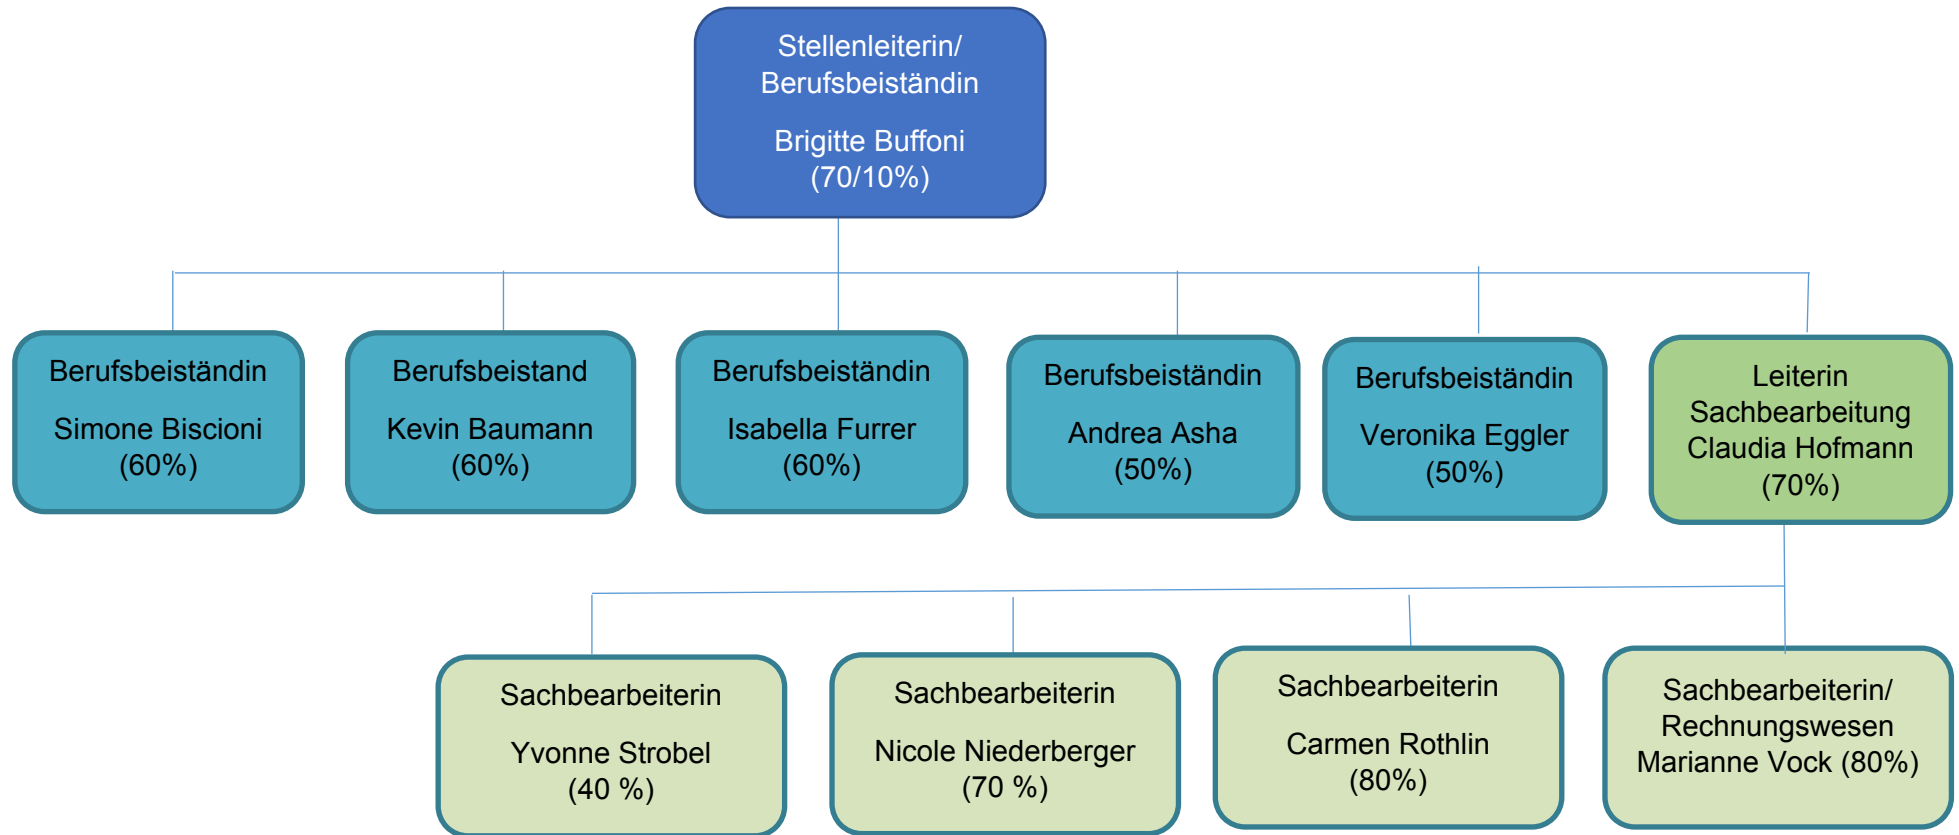 Stellenleiterin/
Berufsbeiständin
Brigitte Buffoni
(70/10%)
Berufsbeiständin
Simone Biscioni
(60%)
Berufsbeistand
Kevin Baumann
(60%)
Berufsbeiständin
Isabella Furrer
(60%)
Berufsbeiständin
Andrea Asha
(50%)
Berufsbeiständin
Veronika Eggler
(50%)
Leiterin
Sachbearbeitung
Claudia Hofmann
(70%)
Sachbearbeiterin
Yvonne Strobel
(40 %)
Sachbearbeiterin
Nicole Niederberger
(70 %)
Sachbearbeiterin
Carmen Rothlin
(80%)
Sachbearbeiterin/
Rechnungswesen
Marianne Vock (80%)